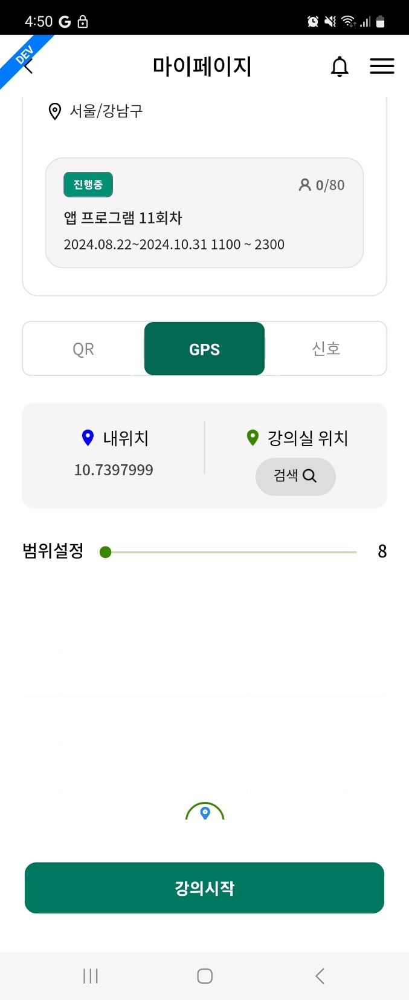 4:50
DEV
마이페이지
서울/강남구
진행중
0/80
앱 프로그램 11회차
2024.08.22~2024.10.31 1100 ~ 2300
QR
GPS
신호
내위치
강의실 위치
10.7397999
검색
범위설정
8
강의시작